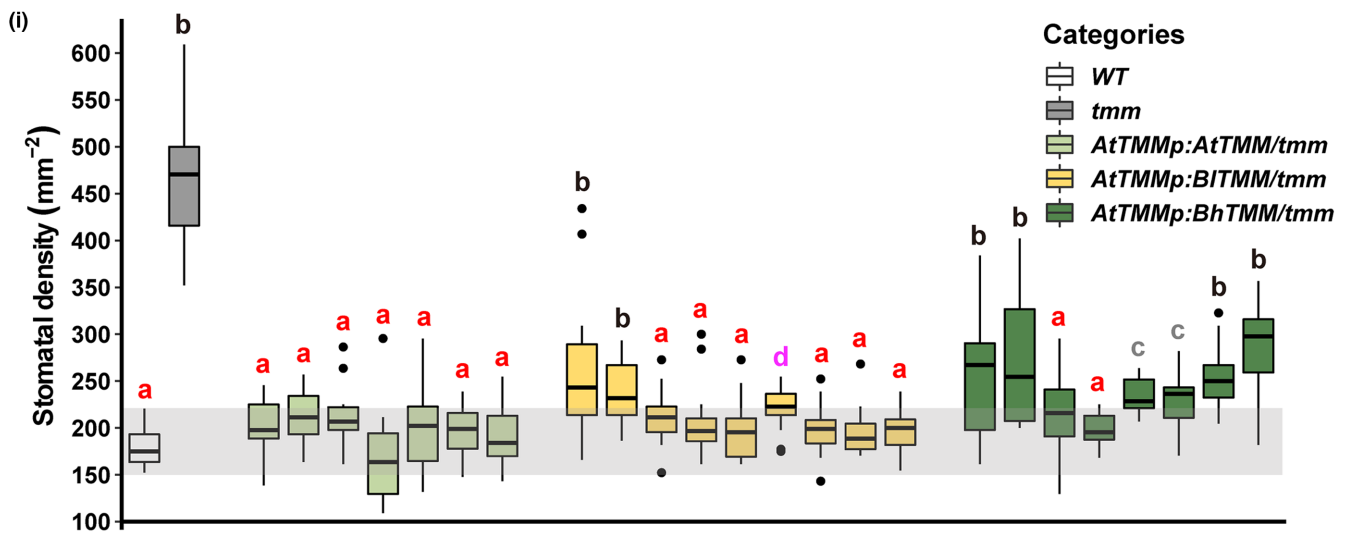 (i)
Stomatal density (mm−2)
600
550
500
450
400
350
300
250
200
150
100
a b a a a a a a a b b a a a d a a a b b a a c c b b
Categories
WT
tmm
AtTMMp:AtTMM/tmm
AtTMMp:BlTMM/tmm
AtTMMp:BhTMM/tmm